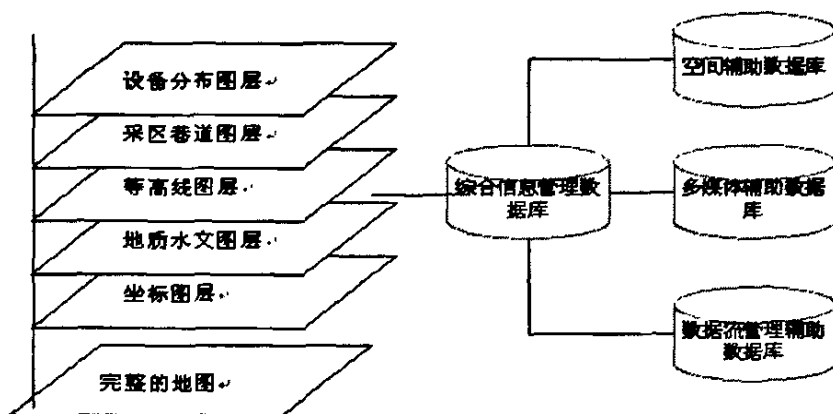 设备分布图层
采区巷道图层
等高线图层
地质水文图层
坐标图层
完整的地图
综合信息管理数
据库
空间辅助数据库
多媒体辅助数据
库
数据流管理辅助
数据库